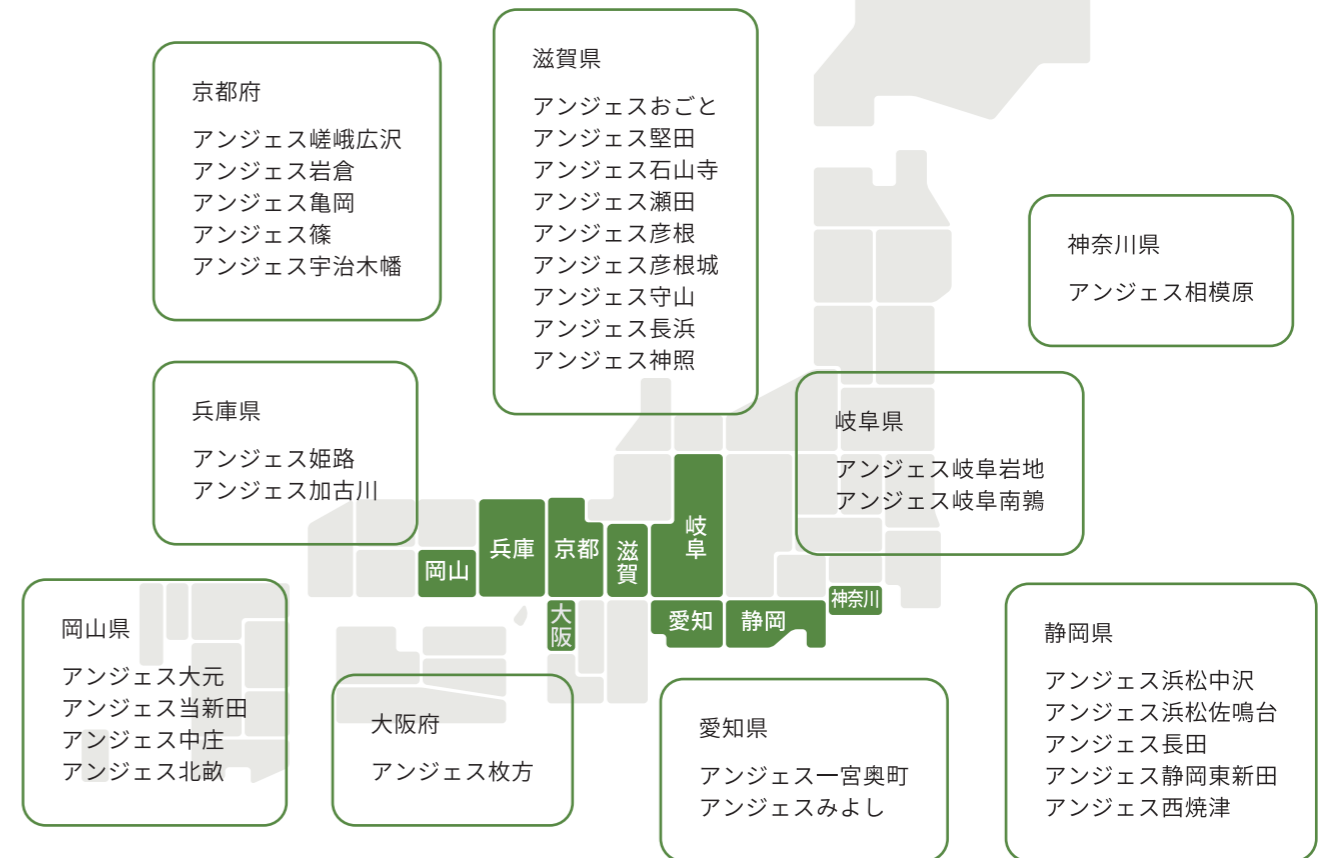 京都府
アンジェス嵯峨広沢
アンジェス岩倉
アンジェス亀岡
アンジェス篠
アンジェス宇治木幡
滋賀県
アンジェスおごと
アンジェス堅田
アンジェス石山寺
アンジェス瀬田
アンジェス彦根
アンジェス彦根城
アンジェス守山
アンジェス長浜
アンジェス神照
神奈川県
アンジェス相模原
兵庫県
アンジェス姫路
アンジェス加古川
岐阜県
アンジェス岐阜岩地
アンジェス岐阜南鶉
岐阜
兵庫
京都
滋賀
岡山
大阪
愛知
静岡
神奈川
岡山県
アンジェス大元
アンジェス当新田
アンジェス中庄
アンジェス北畝
大阪府
アンジェス枚方
愛知県
アンジェス一宮奥町
アンジェスみよし
静岡県
アンジェス浜松中沢
アンジェス浜松佐鳴台
アンジェス長田
アンジェス静岡東新田
アンジェス西焼津